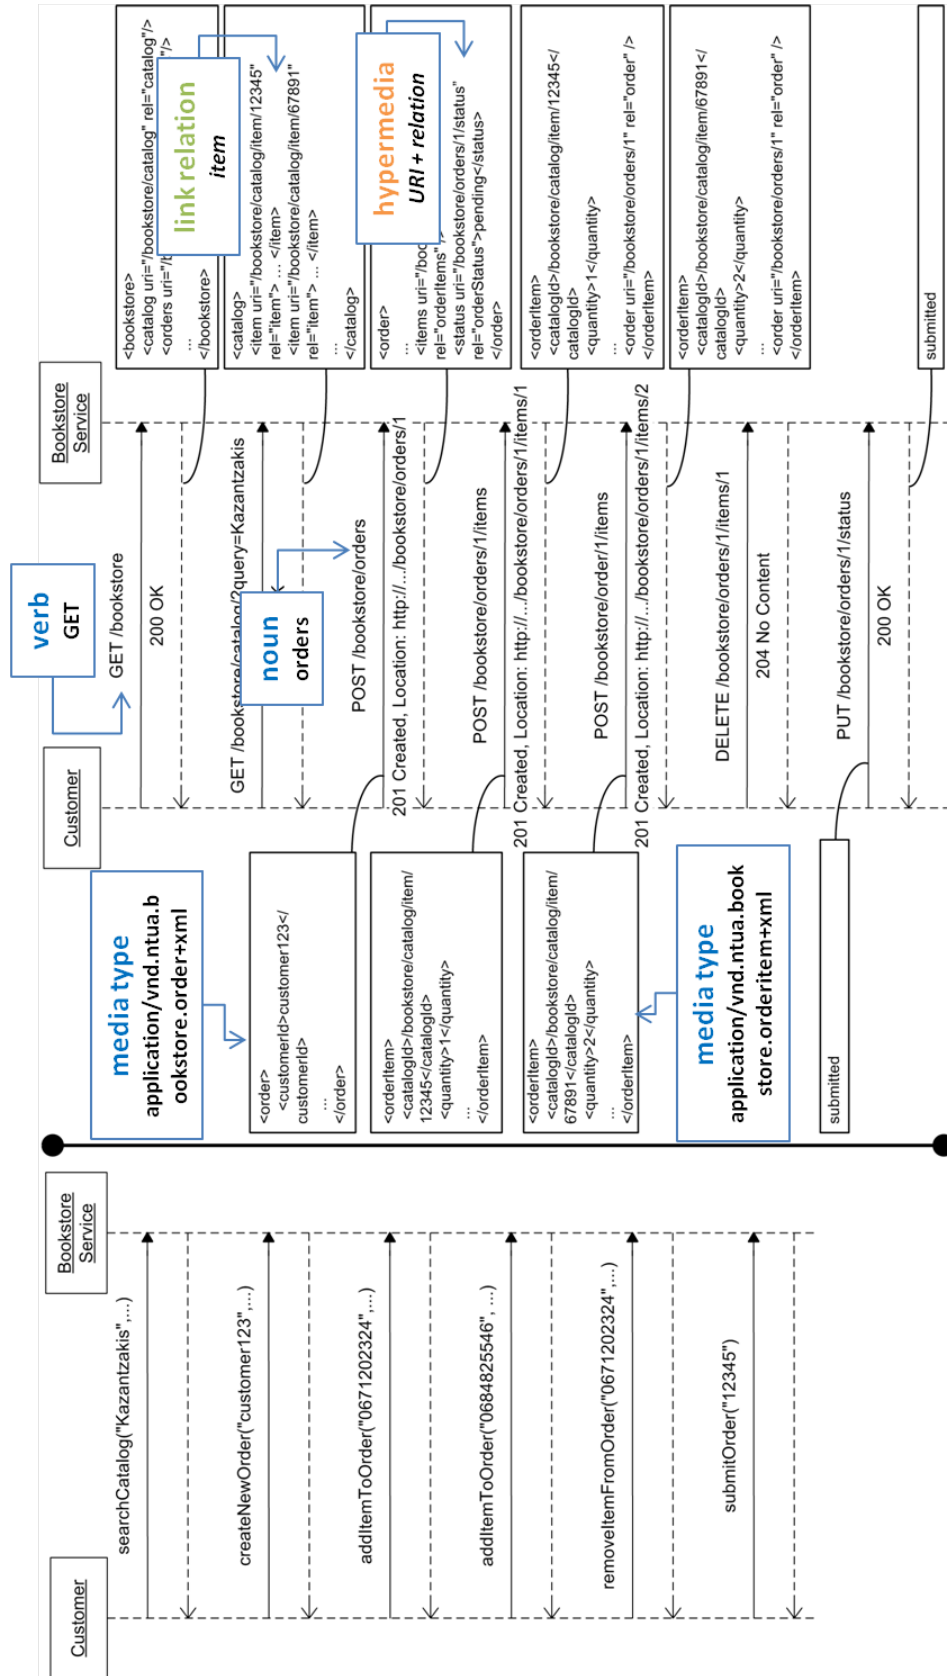 Customer
Bookstore
Service
searchCatalog("Kazantzakis",...)
createNewOrder("customer123",...)
addItemToOrder("0671202324",...)
addItemToOrder("0684825546", ...)
removeItemFromOrder("0671202324",...)
submitOrder("12345")
media type
application/vnd.ntua.b
ookstore.order+xml
<order>
<customerId>customer123</
customerId>
...
</order>
<orderItem>
<catalogId>/bookstore/catalog/item/
12345</catalogId>
<quantity>1</quantity>
...
</orderItem>
<orderItem>
<catalogId>/bookstore/catalog/item/
67891</catalogId>
<quantity>2</quantity>
...
</orderItem>
media type
application/vnd.ntua.book
store.orderitem+xml
submitted
Customer
verb
GET
Bookstore
Service
GET /bookstore
200 OK
GET /bookstore/catalog/?query=Kazantzakis
noun
orders
POST /bookstore/orders
201 Created, Location: http://.../bookstore/orders/1
POST /bookstore/orders/1/items
201 Created, Location: http://.../bookstore/orders/1/items/1
POST /bookstore/order/1/items
201 Created, Location: http://.../bookstore/orders/1/items/2
DELETE /bookstore/orders/1/items/1
204 No Content
PUT /bookstore/orders/1/status
200 OK
<bookstore>
<catalog uri="/bookstore/catalog" rel="catalog"/>
<orders uri="/b
...
</bookstore>
link relation
item
<catalog>
<item uri="/bookstore/catalog/item/12345"
rel="item"> ... </item>
<item uri="/bookstore/catalog/item/67891"
rel="item"> ... </item>
...
</catalog>
hypermedia
URI + relation
<order>
...
<items uri="/boo
rel="orderItems" />
<status uri="/bookstore/orders/1/status"
rel="orderStatus">pending</status>
</order>
<orderItem>
<catalogId>/bookstore/catalog/item/12345</
catalogId>
<quantity>1</quantity>
...
<order uri="/bookstore/orders/1" rel="order" />
</orderItem>
<orderItem>
<catalogId>/bookstore/catalog/item/67891</
catalogId>
<quantity>2</quantity>
...
<order uri="/bookstore/orders/1" rel="order" />
</orderItem>
submitted